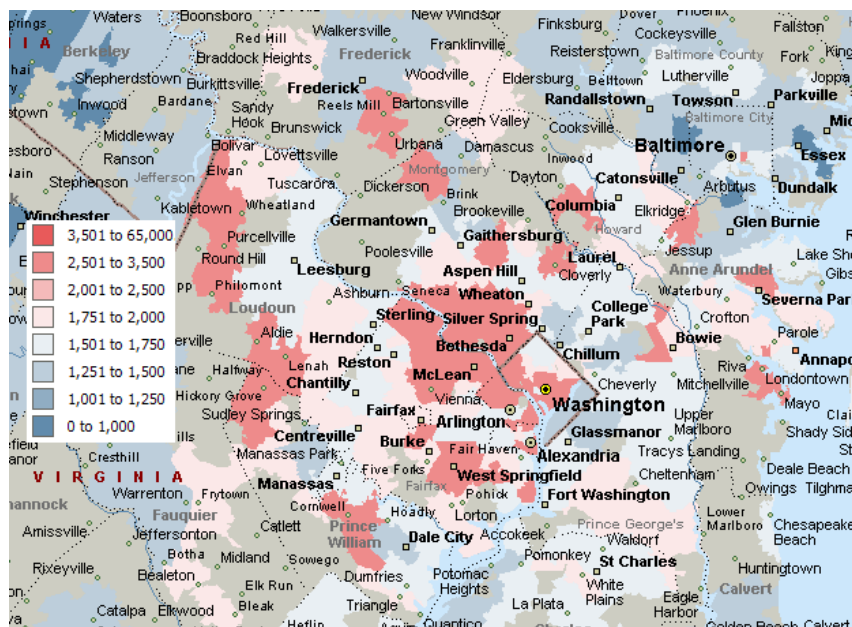 Springs
Waters
Boonsboro
New Windsor
Dover
Phoenix
I A
Berkeley
Red Hill
Walkersville
Finksburg
Cockeysville
Fallston
Braddock Heights
Frederick
Franklinville
Reisterstown
Baltimore County
Fork
Shepherdstown
Burkittsville
Woodville
Eldersburg
Belltown
Lutherville
Joppa
Frederick
Bardane
Inwood
Sandy
Hook
Reels Mill
Bartonsville
Randallstown
Towson
Parkville
Green Valley
Baltimore City
Middleway
Brunswick
Cooksville
Bolivar
Urbana
Damascus
Baltimore
Essex
Ranson
Lovettsville
Inwood
Elvan
Montgomery
Stephenson
Jefferson
Tuscarora
Dickerson
Dayton
Catonsville
Arbutus
Dundalk
Kabletown
Wheatland
Brink
Columbia
Elkridge
Winchester
Germantown
Brookeville
Howard
Glen Burnie
Purcellville
Gaithersburg
Jessup
3,501 to 65,000
Poolesville
Laurel
Round Hill
Leesburg
Aspen Hill
Cloverly
Anne Arundel
Lake Shore
2,501 to 3,500
Philomont
Ashburn
Seneca
Wheaton
Waterbury
Severna Par
2,001 to 2,500
Loudoun
Sterling
Silver Spring
College
Park
Crofton
1,751 to 2,000
Aldie
Herndon
Bethesda
Chillum
Bowie
Parole
1,501 to 1,750
Reston
Annapo
Halfway
Lenah
McLean
Riva
1,251 to 1,500
Chantilly
Cheverly
Mitchellville
Londontown
Hickory Grove
Vienna
Washington
Mayo
1,001 to 1,250
Sudley Springs
Fairfax
Arlington
Upper
Marlboro
0 to 1,000
Centreville
Burke
Fair Haven
Glassmanor
Shady Sid
Manassas Park
Alexandria
Tracys Landing
Cresthill
Five Forks
West Springfield
Deale Beach
VIRGINIA
Manassas
Fairfax
Cheltenham
Owings
Tilghm
Warrenton
Frytown
Pohick
Fort Washington
Cornwell
Hoadly
Lorton
Lower
Marlboro
Fauquier
Prince
William
Prince George's
Chesapeake
Beach
Amissville
Jeffersonton
Catlett
Dale City
Accokeek
Waldorf
Botha
Midland
Sowego
Pomonkey
St Charles
Huntingtown
Rixeyville
Bealeton
Dumfries
Potomac
Heights
White
Plains
Calvert
Elk Run
Eagle
Harbor
Catalpa
Elkwood
Bleak
Triangle
La Plata
Heflin
Quantico